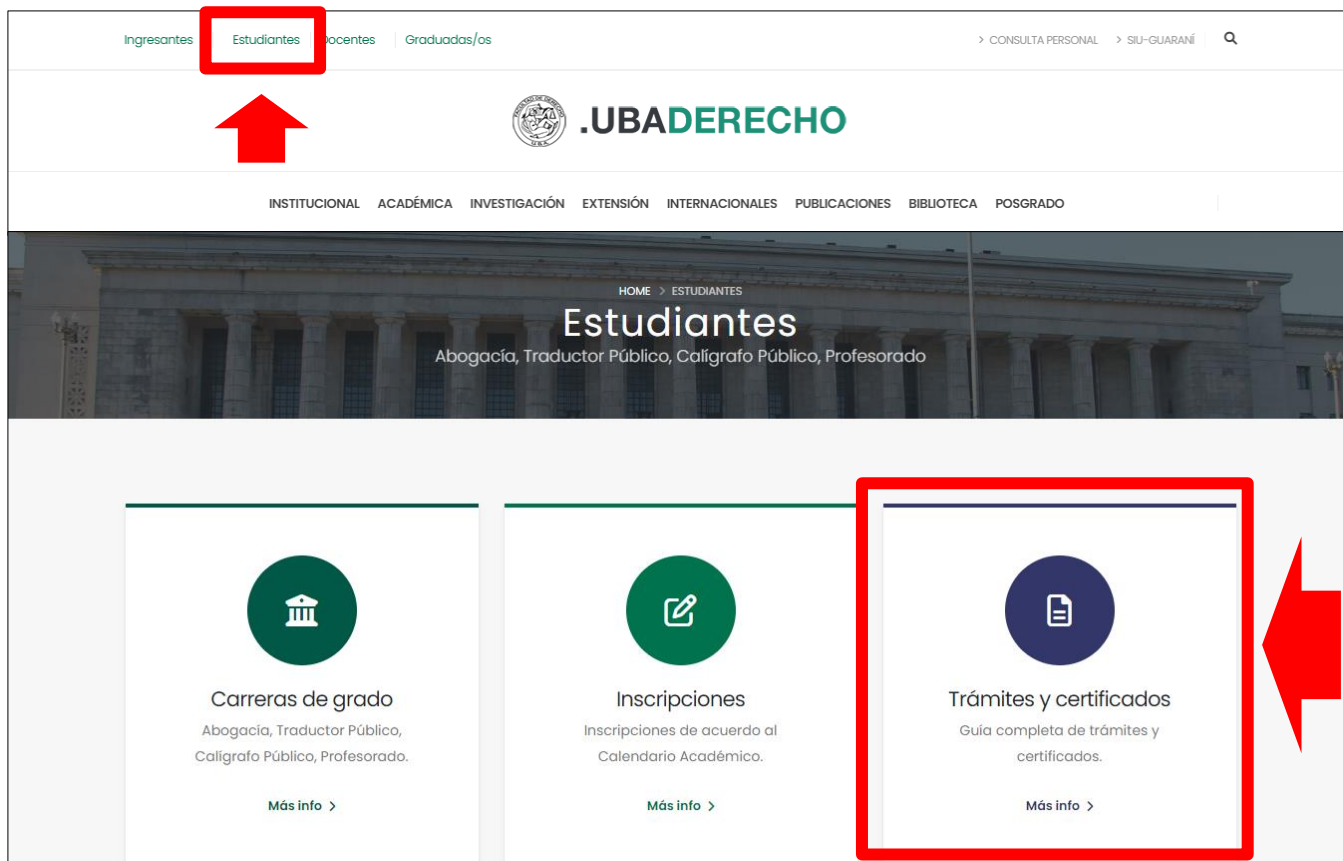 Ingresantes Estudiantes Docentes Graduadas/os > CONSULTA PERSONAL > SIU-GUARANÍ
.UBADERECHO
INSTITUCIONAL ACADÉMICA INVESTIGACIÓN EXTENSIÓN INTERNACIONALES PUBLICACIONES BIBLIOTECA POSGRADO
HOME > ESTUDIANTES
Estudiantes
Abogacía, Traductor Público, Calígrafo Público, Profesorado
Carreras de grado
Abogacía, Traductor Público,
Calígrafo Público, Profesorado.
Más info >
Inscripciones
Inscripciones de acuerdo al
Calendario Académico.
Más info >
Trámites y certificados
Guía completa de trámites y
certificados.
Más info >